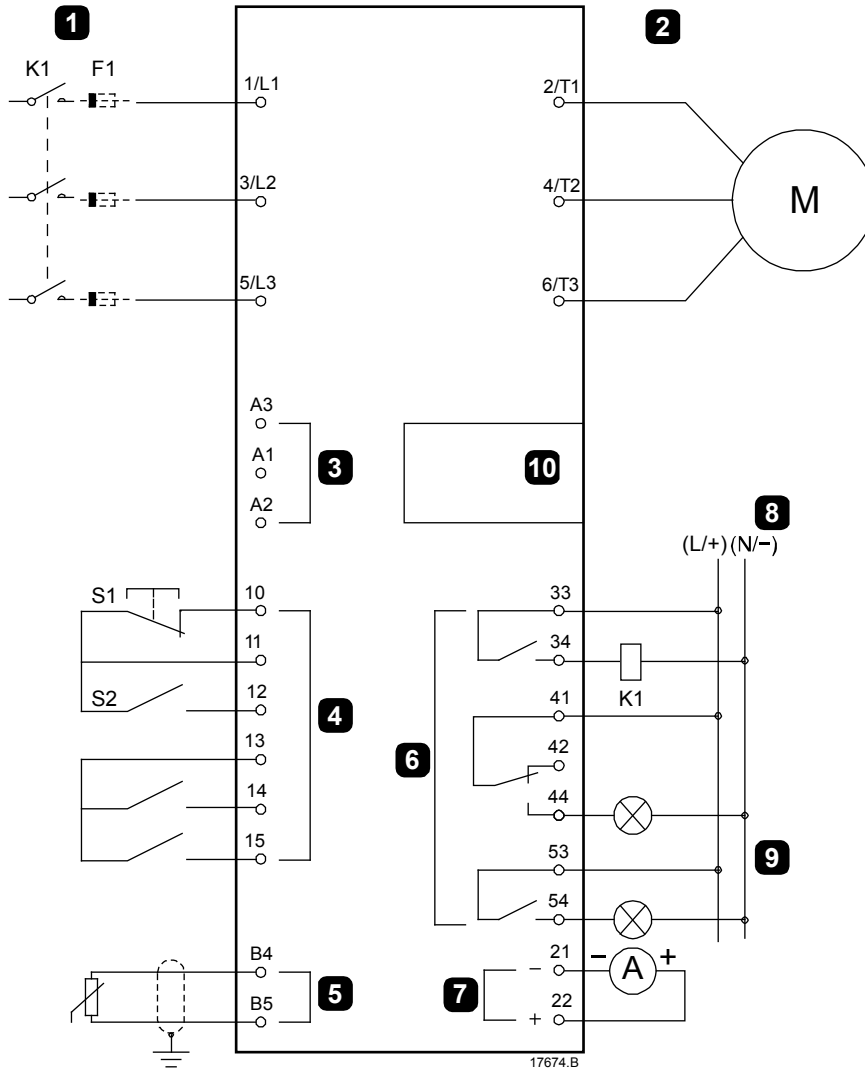 1
2
K1 F1
1/L1
2/T1
3/L2
4/T2
M
5/L3
6/T3
A3
A1
3
10
A2
8
(L/+) (N/−)
S1
10
33
11
34
S2
12
K1
4
41
13
6
42
14
44
15
53
9
54
B4
21
− A +
5
7
−
B5
22
+
17674.B